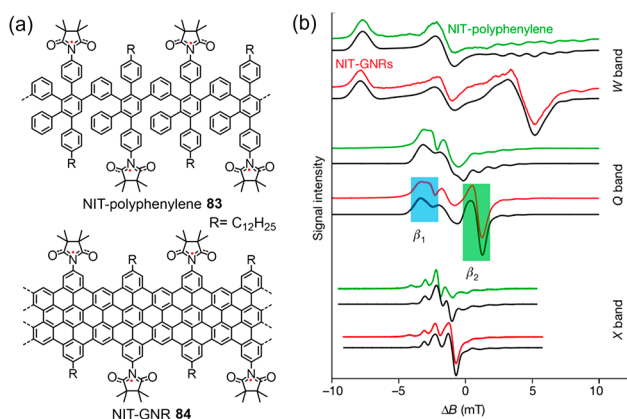 (a)
O
N
O
R
O
N
O
R
R
N
O
O
R
N
O
O
NIT-polyphenylene 83
R= C12H25
O
N
O
R
O
N
O
R
R
O
N
O
R
O
N
O
NIT-GNR 84
(b)
NIT-polyphenylene
NIT-GNRs
W band
Q band
β1
β2
X band
Signal intensity
−10
−5
0
5
10
ΔB (mT)